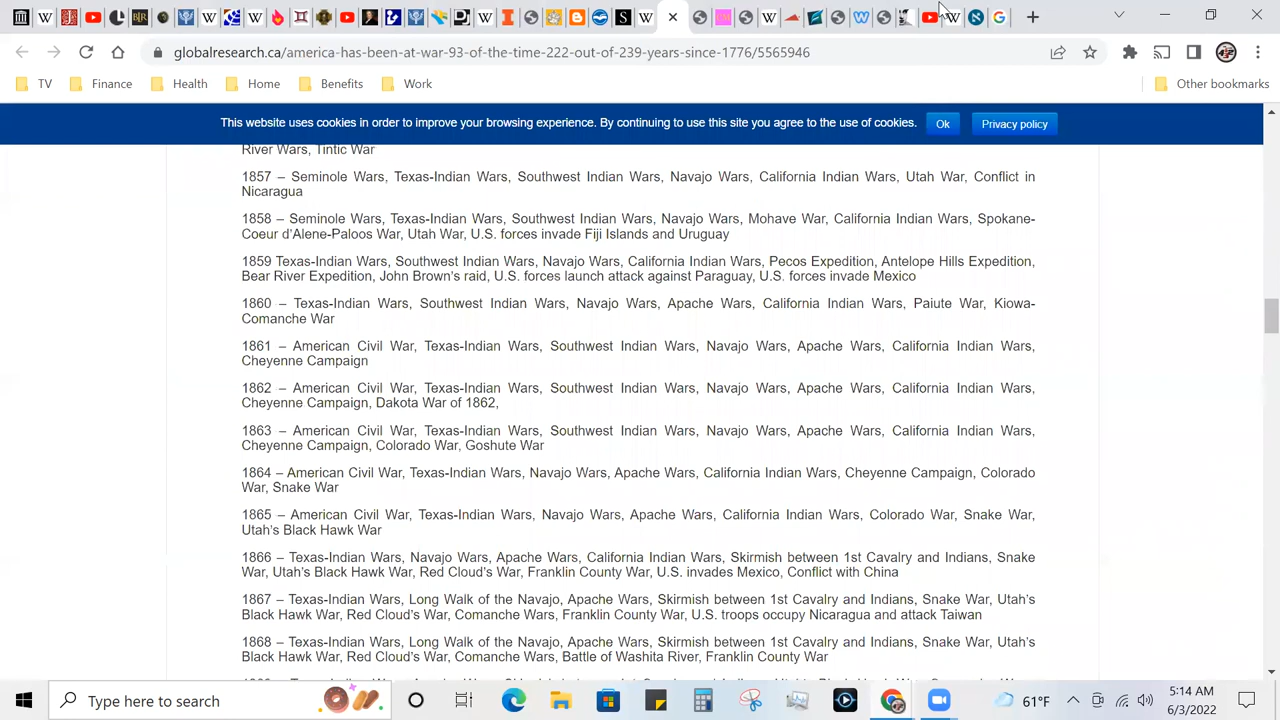 globalresearch.ca/america-has-been-at-war-93-of-the-time-222-out-of-239-years-since-1776/5565946
TV Finance Health Home Benefits Work Other bookmarks
This website uses cookies in order to improve your browsing experience. By continuing to use this site you agree to the use of cookies. Ok Privacy policy
River Wars, Tintic War
1857 – Seminole Wars, Texas-Indian Wars, Southwest Indian Wars, Navajo Wars, California Indian Wars, Utah War, Conflict in
Nicaragua
1858 – Seminole Wars, Texas-Indian Wars, Southwest Indian Wars, Navajo Wars, Mohave War, California Indian Wars, Spokane-
Coeur d'Alene-Paloos War, Utah War, U.S. forces invade Fiji Islands and Uruguay
1859 Texas-Indian Wars, Southwest Indian Wars, Navajo Wars, California Indian Wars, Pecos Expedition, Antelope Hills Expedition,
Bear River Expedition, John Brown's raid, U.S. forces launch attack against Paraguay, U.S. forces invade Mexico
1860 – Texas-Indian Wars, Southwest Indian Wars, Navajo Wars, Apache Wars, California Indian Wars, Paiute War, Kiowa-
Comanche War
1861 – American Civil War, Texas-Indian Wars, Southwest Indian Wars, Navajo Wars, Apache Wars, California Indian Wars,
Cheyenne Campaign
1862 – American Civil War, Texas-Indian Wars, Southwest Indian Wars, Navajo Wars, Apache Wars, California Indian Wars,
Cheyenne Campaign, Dakota War of 1862,
1863 – American Civil War, Texas-Indian Wars, Southwest Indian Wars, Navajo Wars, Apache Wars, California Indian Wars,
Cheyenne Campaign, Colorado War, Goshute War
1864 – American Civil War, Texas-Indian Wars, Navajo Wars, Apache Wars, California Indian Wars, Cheyenne Campaign, Colorado
War, Snake War
1865 – American Civil War, Texas-Indian Wars, Navajo Wars, Apache Wars, California Indian Wars, Colorado War, Snake War,
Utah's Black Hawk War
1866 – Texas-Indian Wars, Navajo Wars, Apache Wars, California Indian Wars, Skirmish between 1st Cavalry and Indians, Snake
War, Utah's Black Hawk War, Red Cloud's War, Franklin County War, U.S. invades Mexico, Conflict with China
1867 – Texas-Indian Wars, Long Walk of the Navajo, Apache Wars, Skirmish between 1st Cavalry and Indians, Snake War, Utah's
Black Hawk War, Red Cloud's War, Comanche Wars, Franklin County War, U.S. troops occupy Nicaragua and attack Taiwan
1868 – Texas-Indian Wars, Long Walk of the Navajo, Apache Wars, Skirmish between 1st Cavalry and Indians, Snake War, Utah's
Black Hawk War, Red Cloud's War, Comanche Wars, Battle of Washita River, Franklin County War
Type here to search
61°F
5:14 AM
6/3/2022